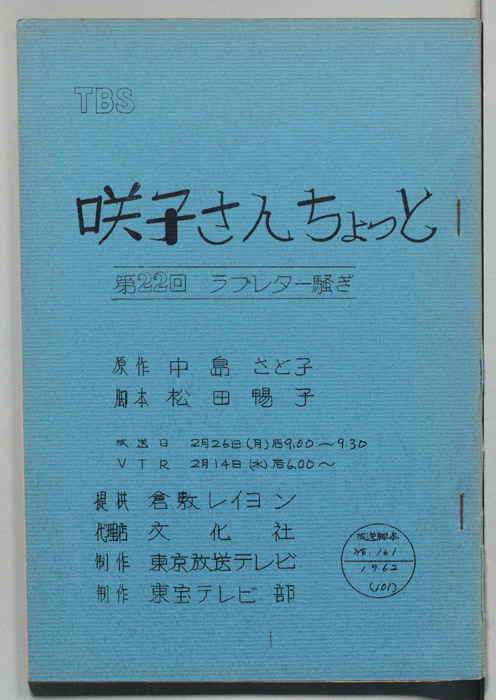 TBS
咲子さんちょっと
第22回 ラブレター騒ぎ
原作 中島さと子
脚本 松田暢子
放送日 2月26日(月)后9.00～9.30
VTR 2月14日(水)后6.00～
提供 倉敷レイヨン
代理店 文化社
制作 東京放送テレビ
制作 東宝テレビ部
放送脚本
161
1962
(101)